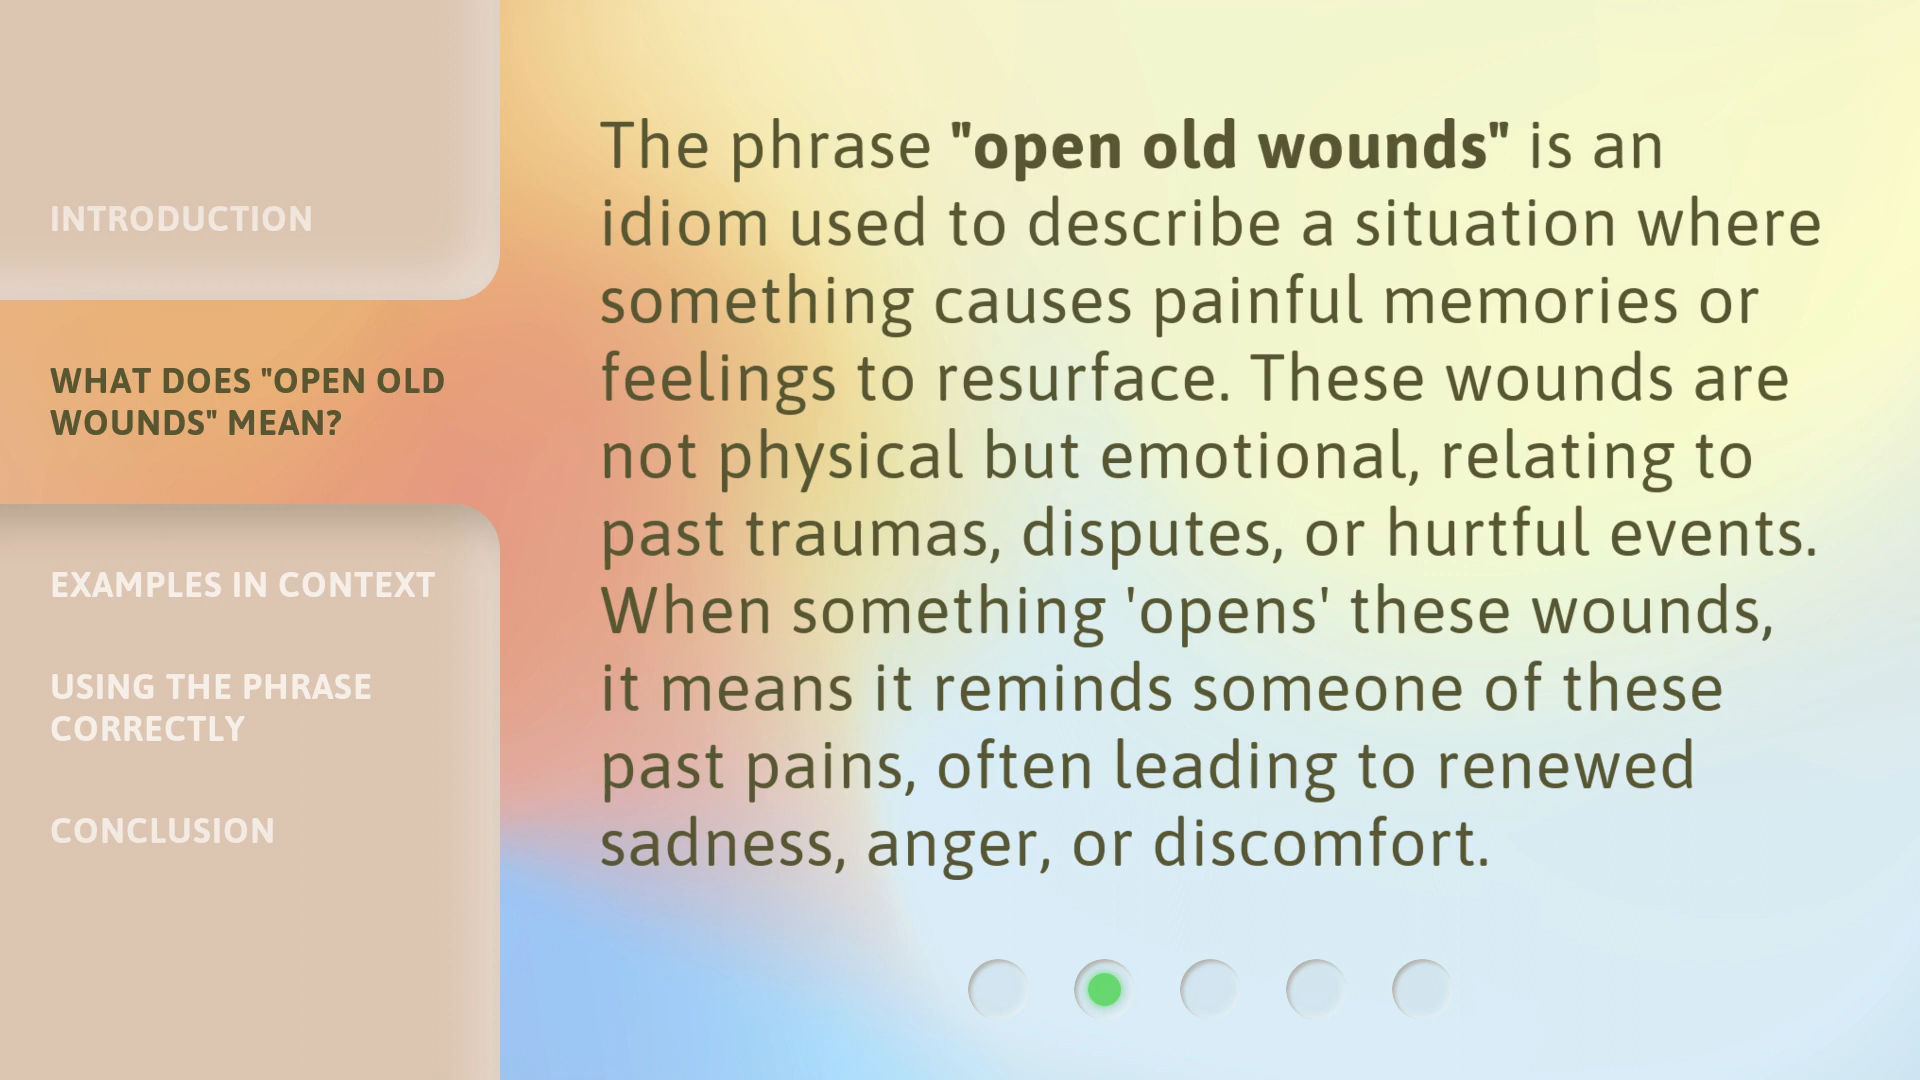 INTRODUCTION
WHAT DOES "OPEN OLD
WOUNDS" MEAN?
EXAMPLES IN CONTEXT
USING THE PHRASE
CORRECTLY
CONCLUSION
The phrase "open old wounds" is an
idiom used to describe a situation where
something causes painful memories or
feelings to resurface. These wounds are
not physical but emotional, relating to
past traumas, disputes, or hurtful events.
When something 'opens' these wounds,
it means it reminds someone of these
past pains, often leading to renewed
sadness, anger, or discomfort.